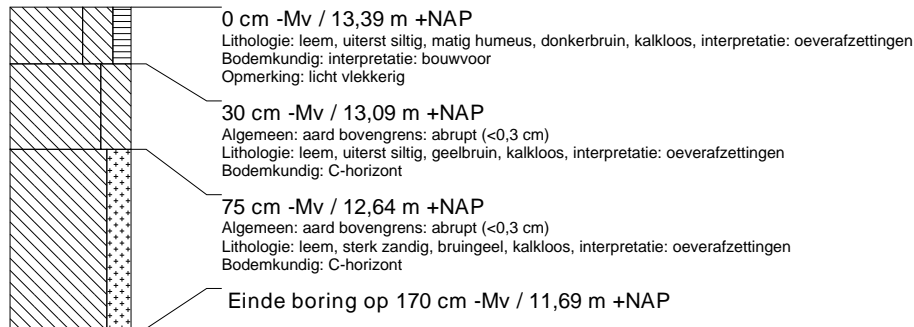 0 cm -Mv / 13,39 m +NAP
Lithologie: leem, uiterst siltig, matig humeus, donkerbruin, kalkloos, interpretatie: oeverafzettingen
Bodemkundig: interpretatie: bouwvoor
Opmerking: licht vlekkerig
30 cm -Mv / 13,09 m +NAP
Algemeen: aard bovengrens: abrupt (<0,3 cm)
Lithologie: leem, uiterst siltig, geelbruin, kalkloos, interpretatie: oeverafzettingen
Bodemkundig: C-horizont
75 cm -Mv / 12,64 m +NAP
Algemeen: aard bovengrens: abrupt (<0,3 cm)
Lithologie: leem, sterk zandig, bruingeel, kalkloos, interpretatie: oeverafzettingen
Bodemkundig: C-horizont
Einde boring op 170 cm -Mv / 11,69 m +NAP